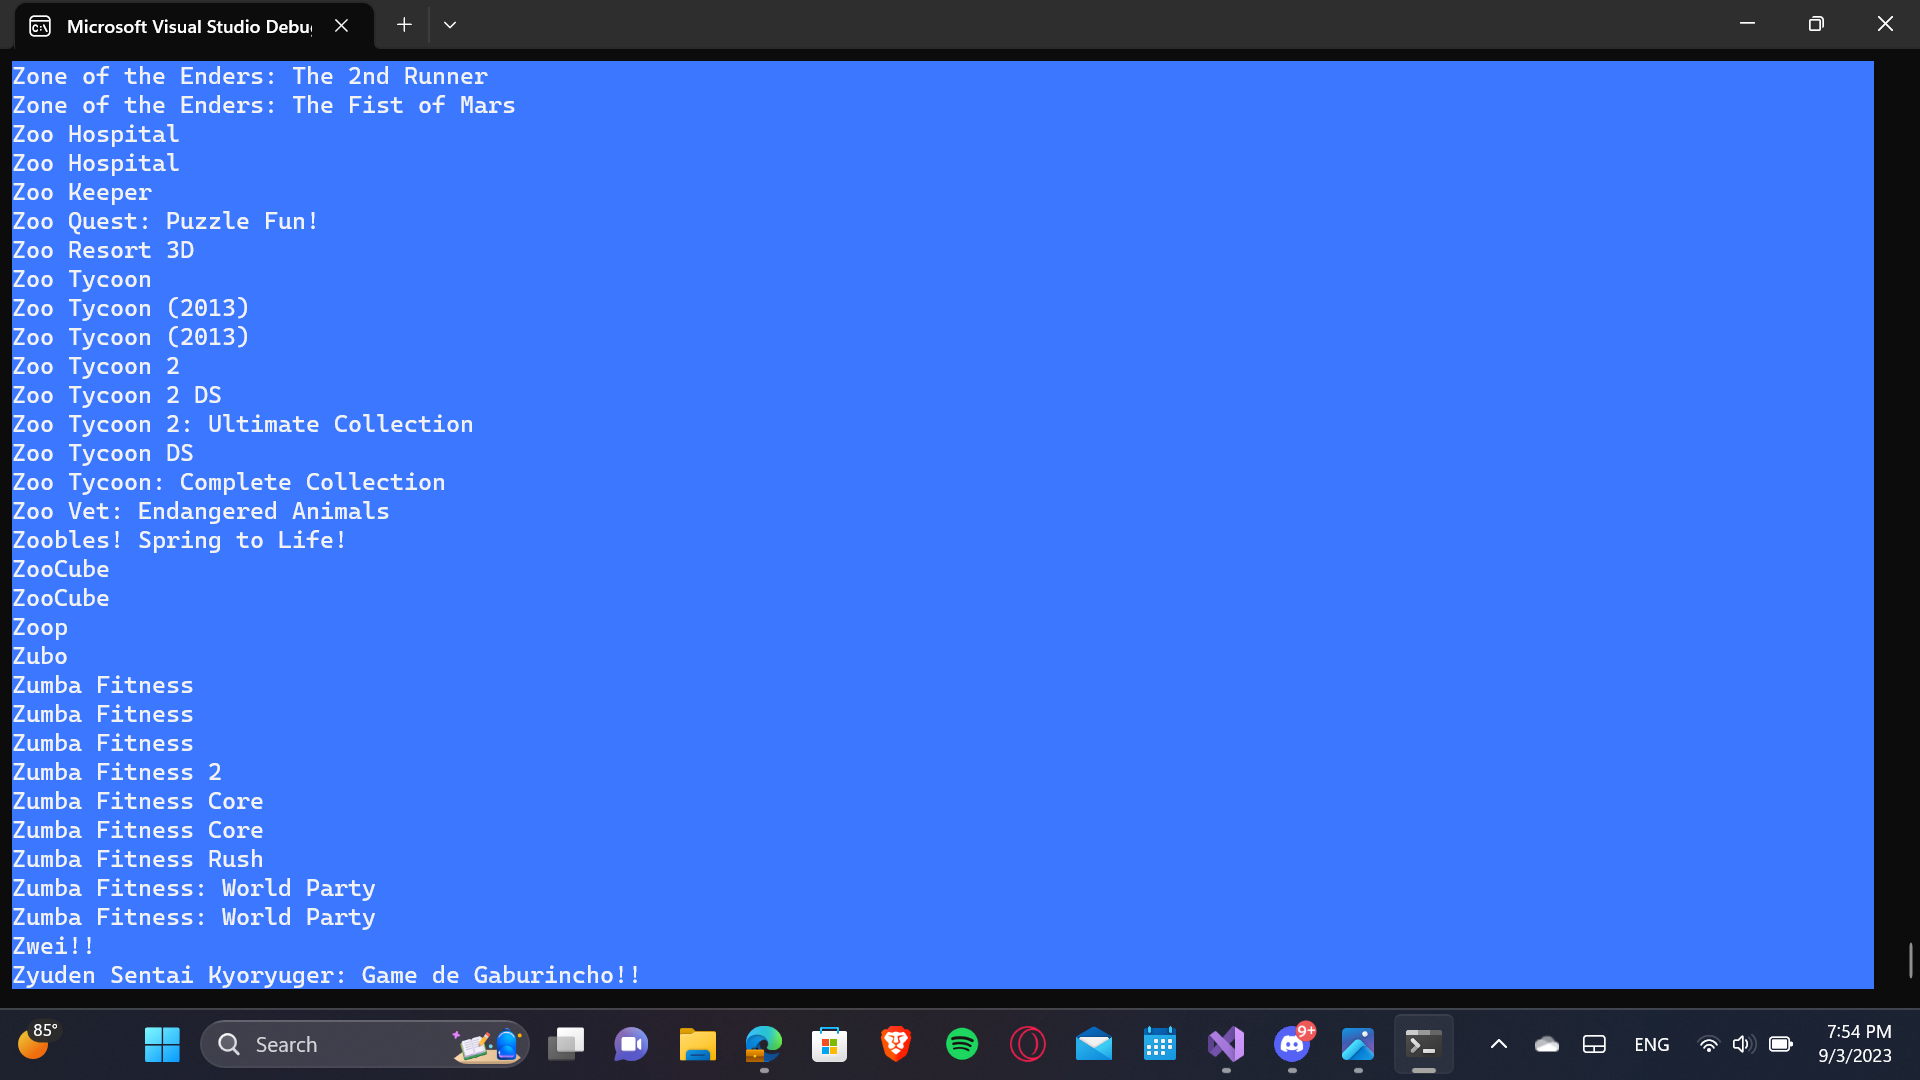 Microsoft Visual Studio Debu
Zone of the Enders: The 2nd Runner
Zone of the Enders: The Fist of Mars
Zoo Hospital
Zoo Hospital
Zoo Keeper
Zoo Quest: Puzzle Fun!
Zoo Resort 3D
Zoo Tycoon
Zoo Tycoon (2013)
Zoo Tycoon (2013)
Zoo Tycoon 2
Zoo Tycoon 2 DS
Zoo Tycoon 2: Ultimate Collection
Zoo Tycoon DS
Zoo Tycoon: Complete Collection
Zoo Vet: Endangered Animals
Zoobles! Spring to Life!
ZooCube
ZooCube
Zoop
Zubo
Zumba Fitness
Zumba Fitness
Zumba Fitness
Zumba Fitness 2
Zumba Fitness Core
Zumba Fitness Core
Zumba Fitness Rush
Zumba Fitness: World Party
Zumba Fitness: World Party
Zwei!!
Zyuden Sentai Kyoryuger: Game de Gaburincho!!
85°
Search
9+
ENG
7:54 PM
9/3/2023